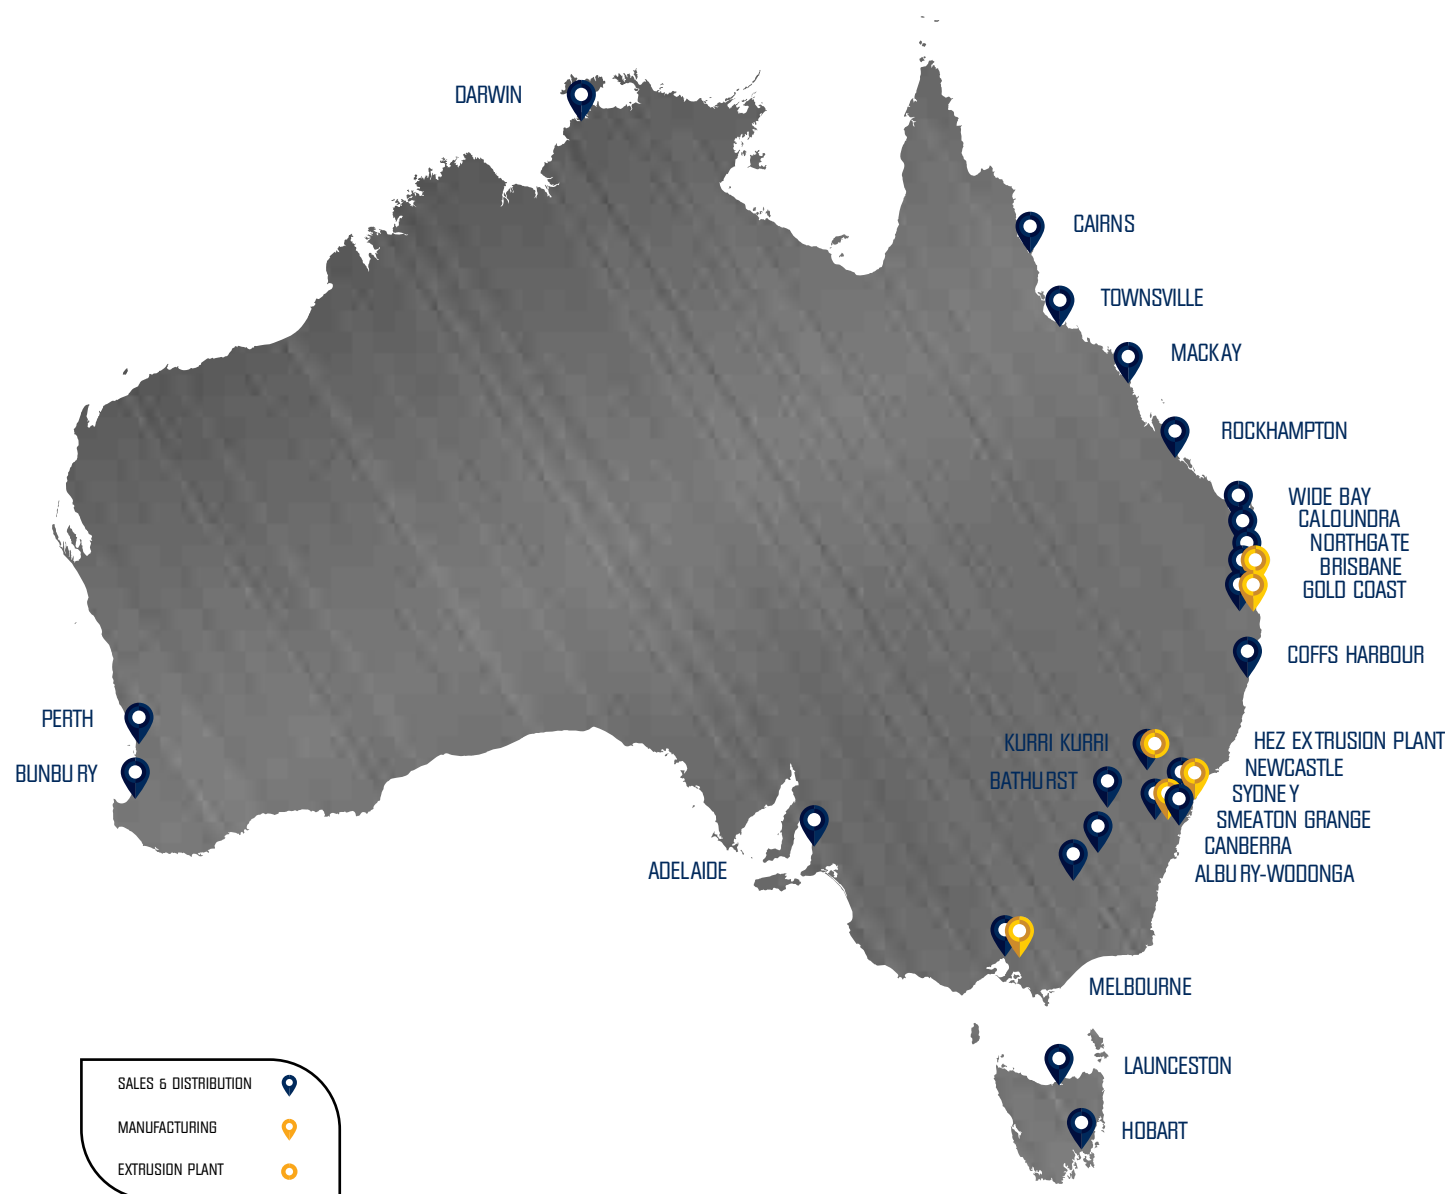 DARWIN
CAIRNS
TOWNSVILLE
MACKAY
ROCKHAMPTON
WIDE BAY
CALOUNDRA
NORTHGATE
BRISBANE
GOLD COAST
COFFS HARBOUR
PERTH
BUNBURY
KURRI KURRI
BATHURST
HEZ EXTRUSION PLANT
NEWCASTLE
SYDNEY
SMEATON GRANGE
CANBERRA
ALBURY-WODONGA
ADELAIDE
MELBOURNE
LAUNCESTON
HOBART
SALES & DISTRIBUTION
MANUFACTURING
EXTRUSION PLANT